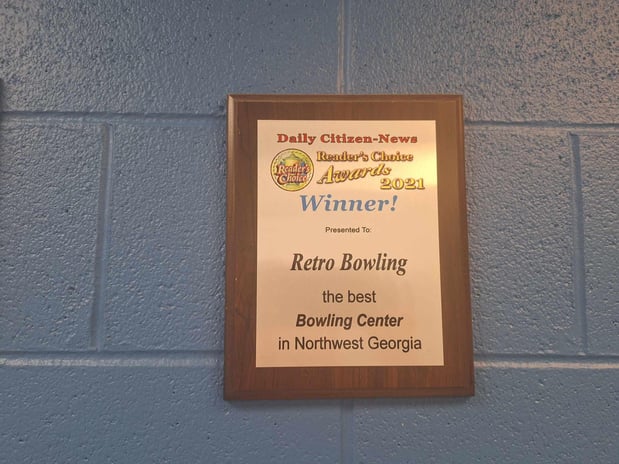 Daily Citizen-News
Reader's Choice
Reader's Choice
Awards
2021
Winner!
Presented To:
Retro Bowling
the best
Bowling Center
in Northwest Georgia